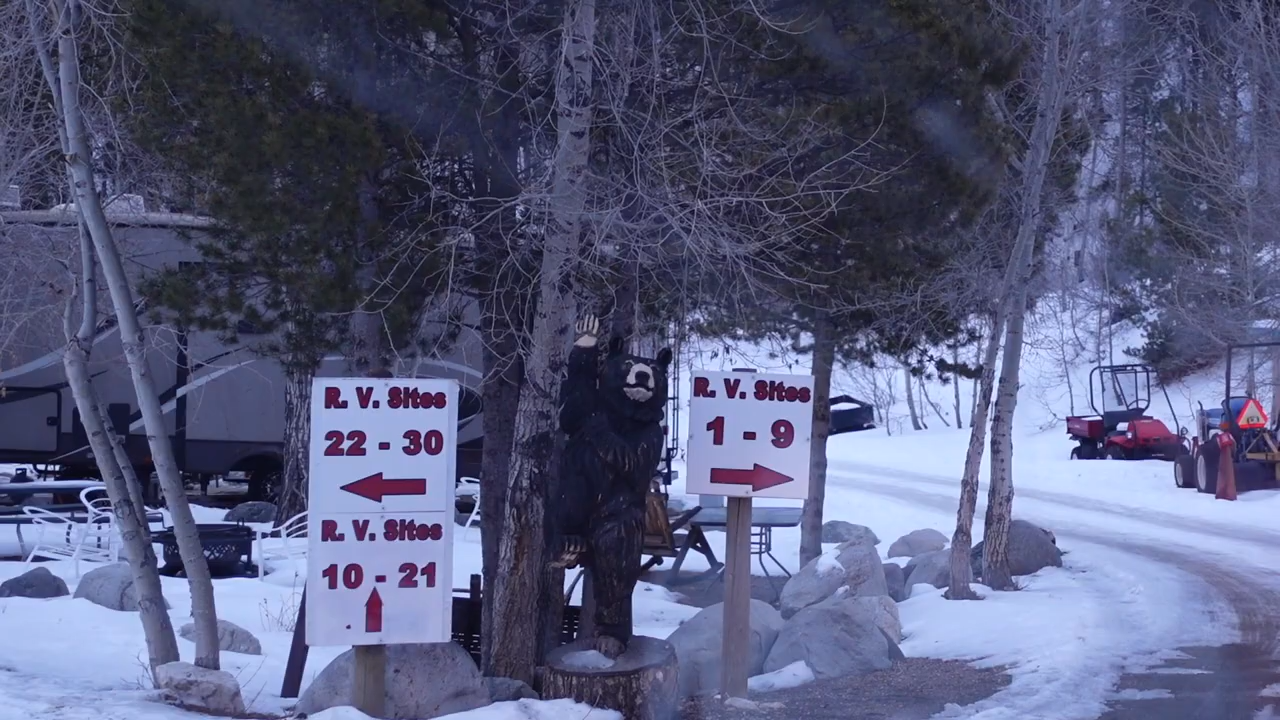 R. V. Sites
22 - 30
R. V. Sites
10 - 21
R. V. Sites
1 - 9